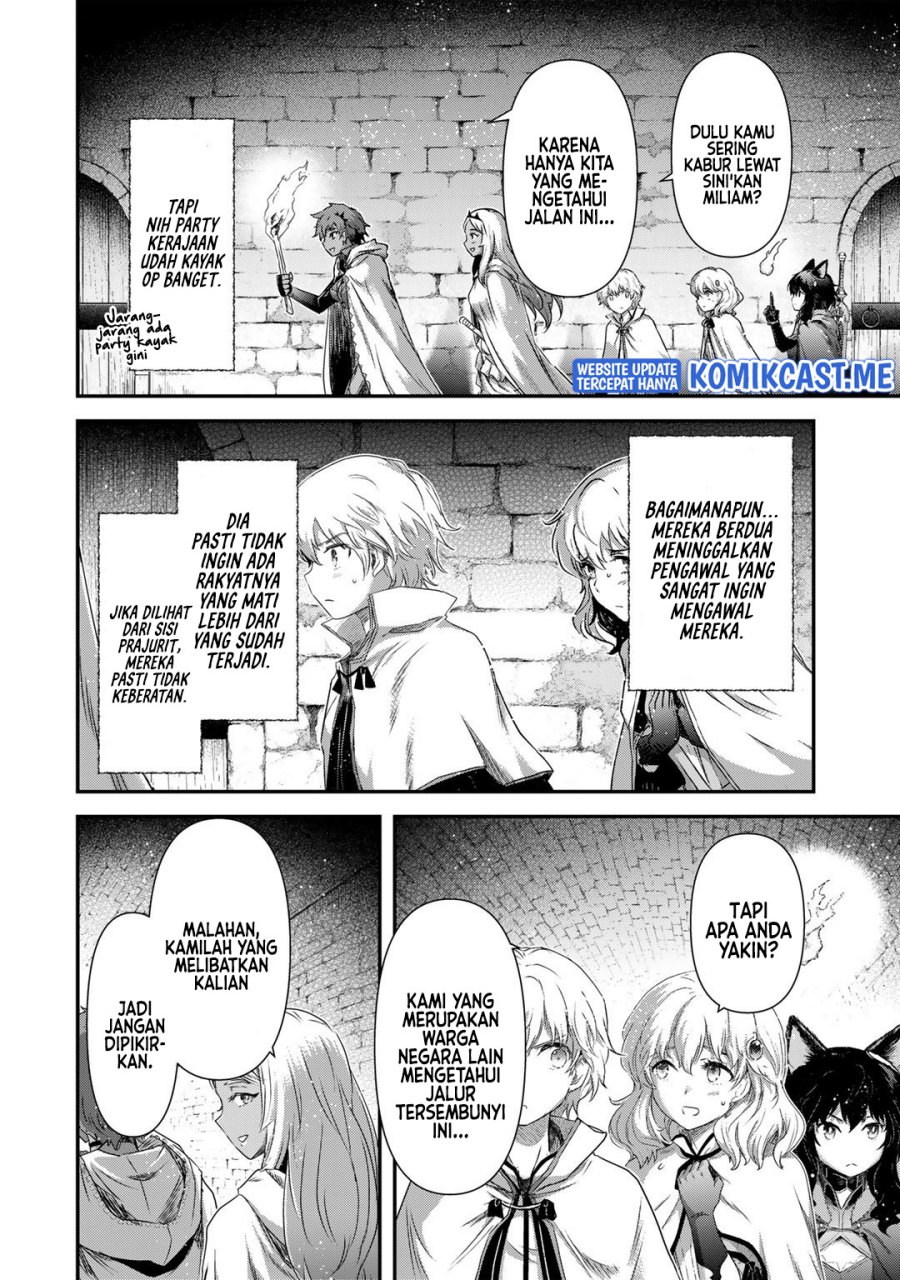 DULU KAMU
SERING
KABUR LEWAT
SINI'KAN
MILIAM?
KARENA
HANYA KITA
YANG ME-
NGETAHUI
JALAN INI...
TAPI
NIH PARTY
KERAJAAN
UDAH KAYAK
OP BANGET.
Jarang-
jarang ada
party kayak
gini
WEBSITE UPDATE
TERCEPAT HANYA
KOMIKCAST.ME
BAGAIMANAPUN...
MEREKA BERDUA
MENINGGALKAN
PENGAWAL YANG
SANGAT INGIN
MENGAWAL
MEREKA.
DIA
PASTI TIDAK
INGIN ADA
RAKYATNYA
YANG MATI
LEBIH DARI
YANG SUDAH
TERJADI.
JIKA DILIHAT
DARI SISI
PRAJURIT,
MEREKA
PASTI TIDAK
KEBERATAN.
TAPI
APA ANDA
YAKIN?
KAMI YANG
MERUPAKAN
WARGA
NEGARA LAIN
MENGETAHUI
JALUR
TERSEMBUNYI
INI...
MALAHAN,
KAMILAH YANG
MELIBATKAN
KALIAN
JADI
JANGAN
DIPIKIR-
KAN.